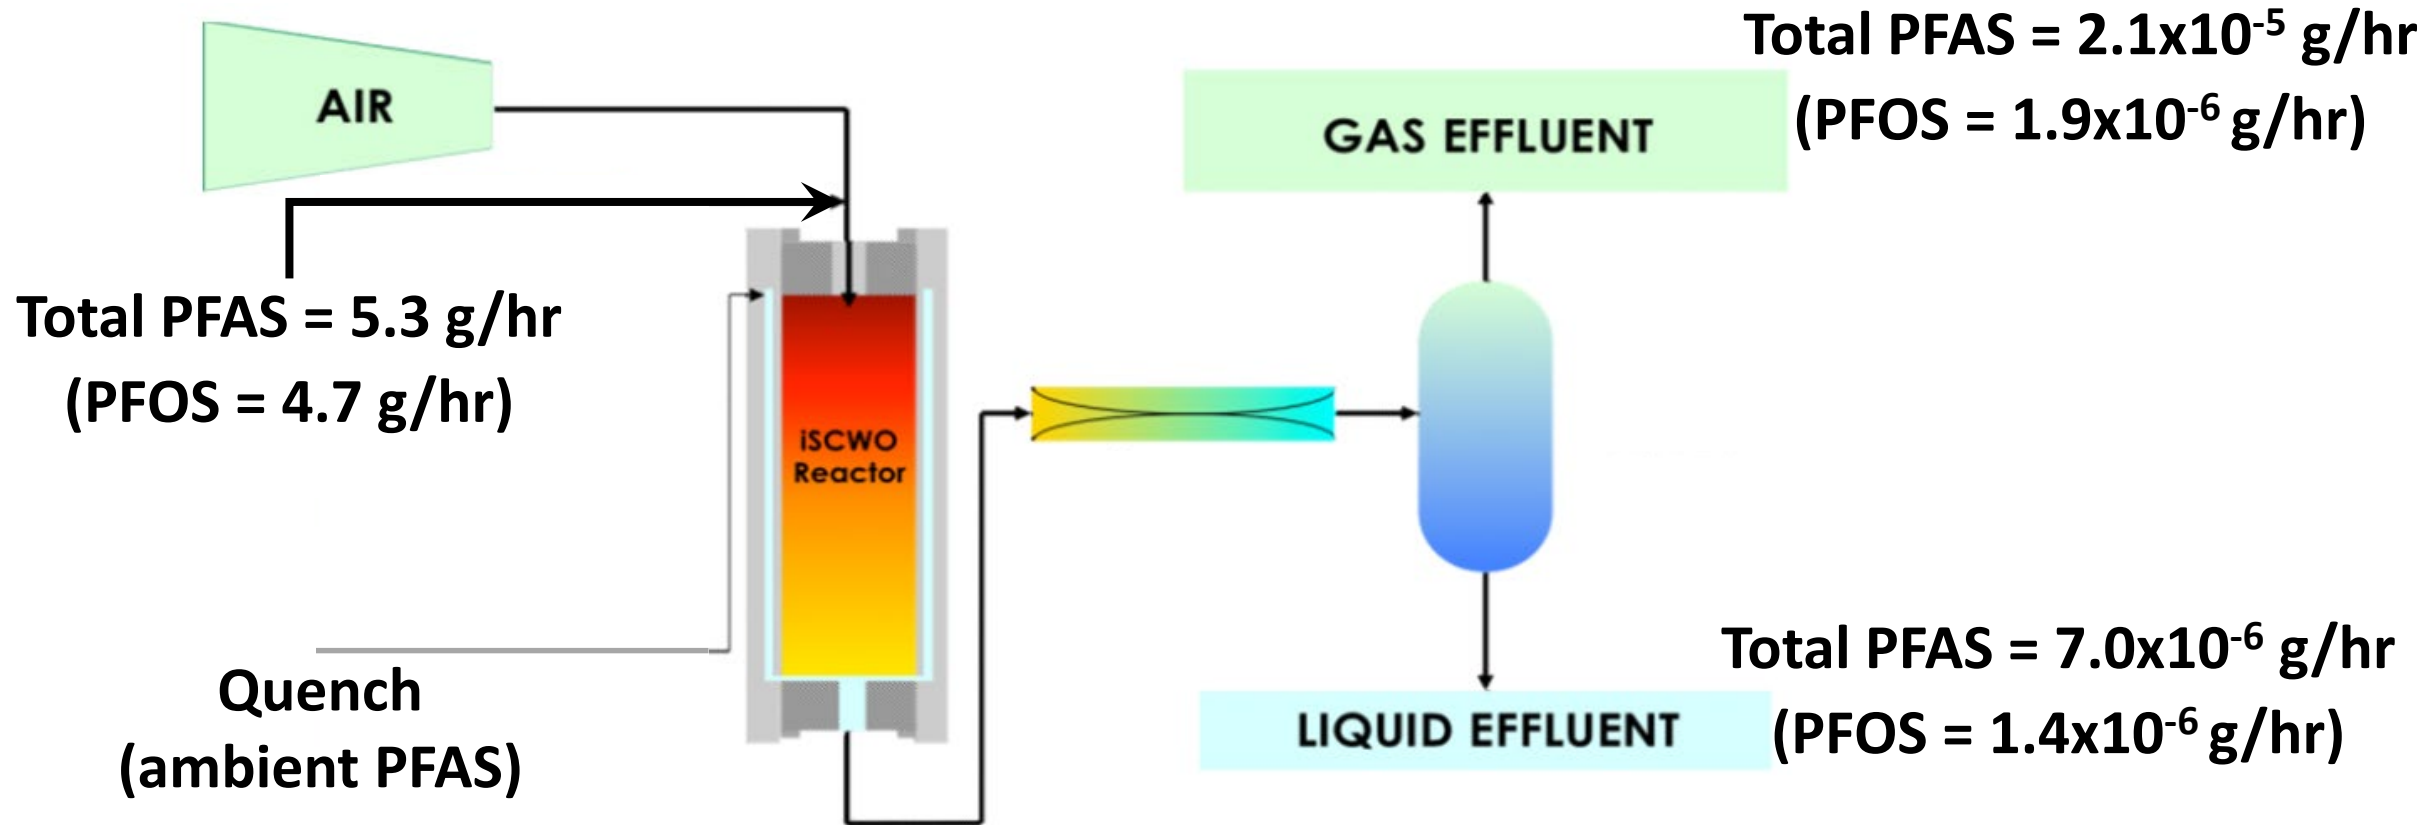 AIR
Total PFAS = 5.3 g/hr
(PFOS = 4.7 g/hr)
Quench
(ambient PFAS)
iSCWO
Reactor
Total PFAS = 2.1x10⁻⁵ g/hr
(PFOS = 1.9x10⁻⁶ g/hr)
GAS EFFLUENT
Total PFAS = 7.0x10⁻⁶ g/hr
(PFOS = 1.4x10⁻⁶ g/hr)
LIQUID EFFLUENT